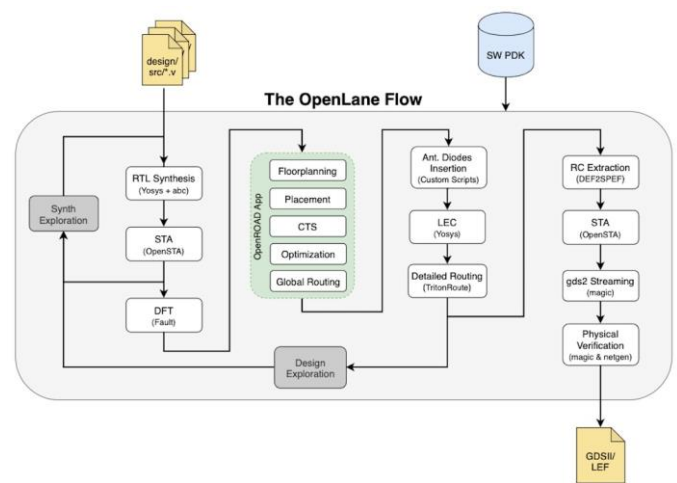 design/
src/*.v
SW PDK
The OpenLane Flow
RTL Synthesis
(Yosys + abc)
Synth
Exploration
STA
(OpenSTA)
DFT
(Fault)
OpenROAD App
Floorplanning
Placement
CTS
Optimization
Global Routing
Design
Exploration
Ant. Diodes
Insertion
(Custom Scripts)
LEC
(Yosys)
Detailed Routing
(TritonRoute)
RC Extraction
(DEF2SPEF)
STA
(OpenSTA)
gds2 Streaming
(magic)
Physical
Verification
(magic & netgen)
GDSII/
LEF